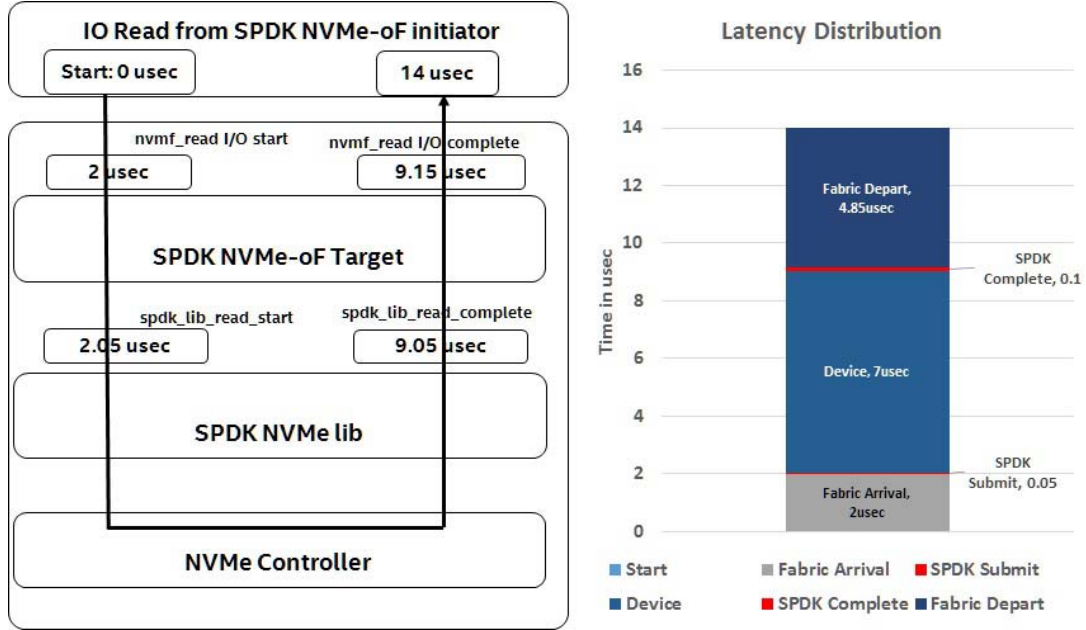 IO Read from SPDK NVMe-oF initiator
Start: 0 usec
14 usec
nvmf_read I/O start
nvmf_read I/O complete
2 usec
9.15 usec
SPDK NVMe-oF Target
spdk_lib_read_start
spdk_lib_read_complete
2.05 usec
9.05 usec
SPDK NVMe lib
NVMe Controller
Latency Distribution
Time in usec
16
14
12
10
8
6
4
2
0
Fabric Depart,
4.85usec
SPDK
Complete, 0.1
Device, 7usec
SPDK
Submit, 0.05
Fabric Arrival,
2usec
Start
Fabric Arrival
SPDK Submit
Device
SPDK Complete
Fabric Depart